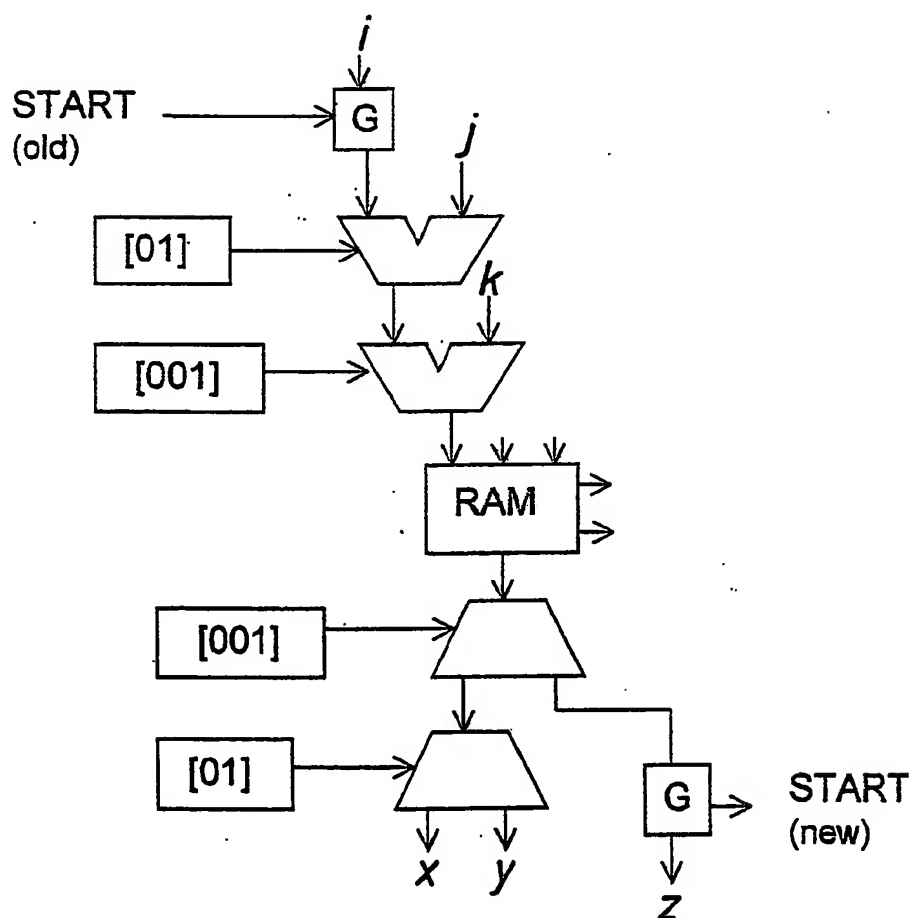 i
START
(old)
G
j
[01]
k
[001]
RAM
[001]
[01]
G
START
(new)
x
y
z